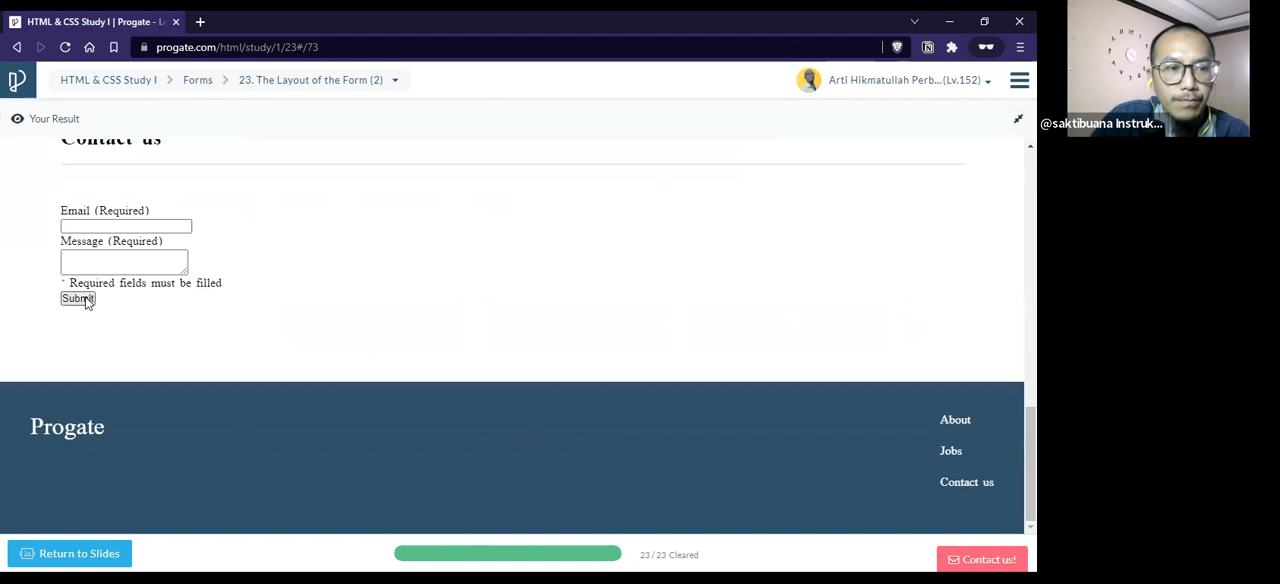 HTML & CSS Study I | Progate - Le
progate.com/html/study/1/23#/73
HTML & CSS Study I > Forms > 23. The Layout of the Form (2)
Arti Hikmatullah Perb...(Lv.152)
@saktibuana Instruk...
Your Result
Contact us
Email (Required)
Message (Required)
* Required fields must be filled
Submit
Progate
About
Jobs
Contact us
Return to Slides
23 / 23 Cleared
Contact us!